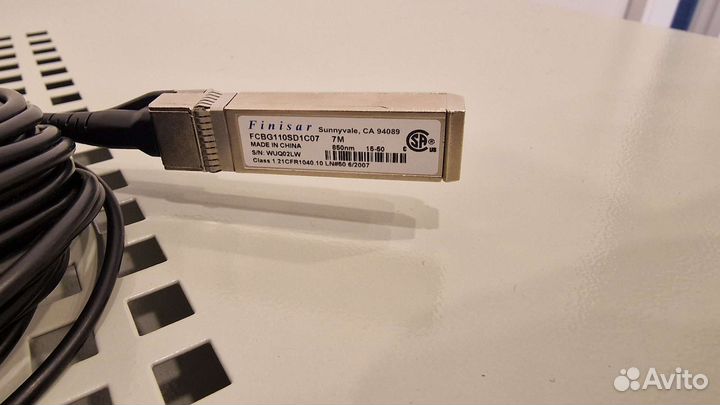 Finisar Sunnyvale, CA 94089
FCBG110SD1C07 7M
MADE IN CHINA 850nm 15-50 6
S/N: WUQ02LW
Class 1 21CFR1040.10 LN#50 6/2007
Avito